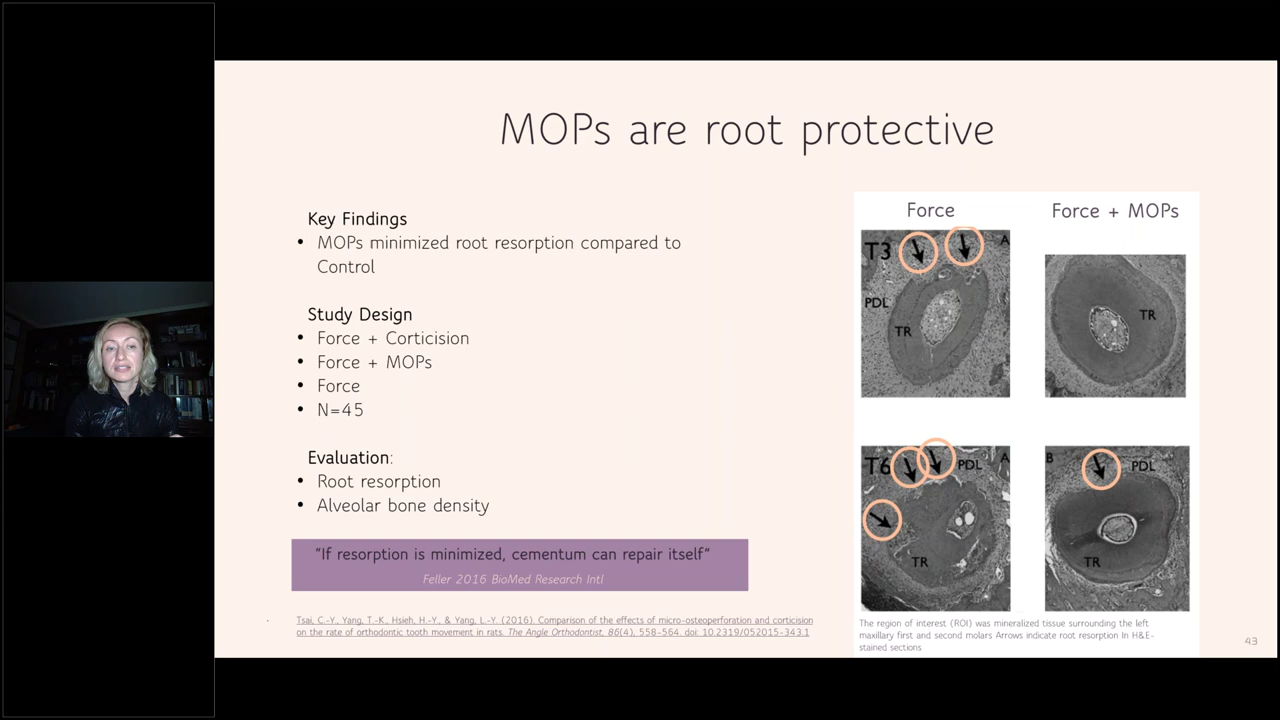 MOPs are root protective
Key Findings
• MOPs minimized root resorption compared to
Control
Study Design
• Force + Corticision
• Force + MOPs
• Force
• N=45
Evaluation:
• Root resorption
• Alveolar bone density
"If resorption is minimized, cementum can repair itself"
Feller 2016 BioMed Research Intl
Tsai, C.-Y., Yang, T.-K., Hsieh, H.-Y., & Yang, L.-Y. (2016). Comparison of the effects of micro-osteoperforation and corticision
on the rate of orthodontic tooth movement in rats. The Angle Orthodontist, 86(4), 558-564. doi: 10.2319/052015-343.1
Force
Force + MOPs
T3
A
PDL
TR
TR
T6
PDL
A
TR
B
PDL
TR
The region of interest (ROI) was mineralized tissue surrounding the left
maxillary first and second molars Arrows indicate root resorption In H&E-
stained sections
43